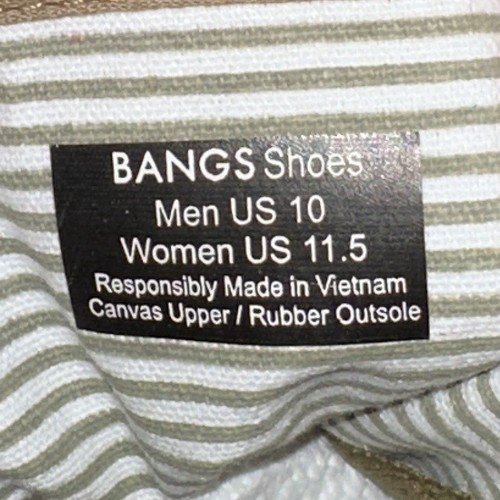 BANGS Shoes
Men US 10
Women US 11.5
Responsibly Made in Vietnam
Canvas Upper / Rubber Outsole